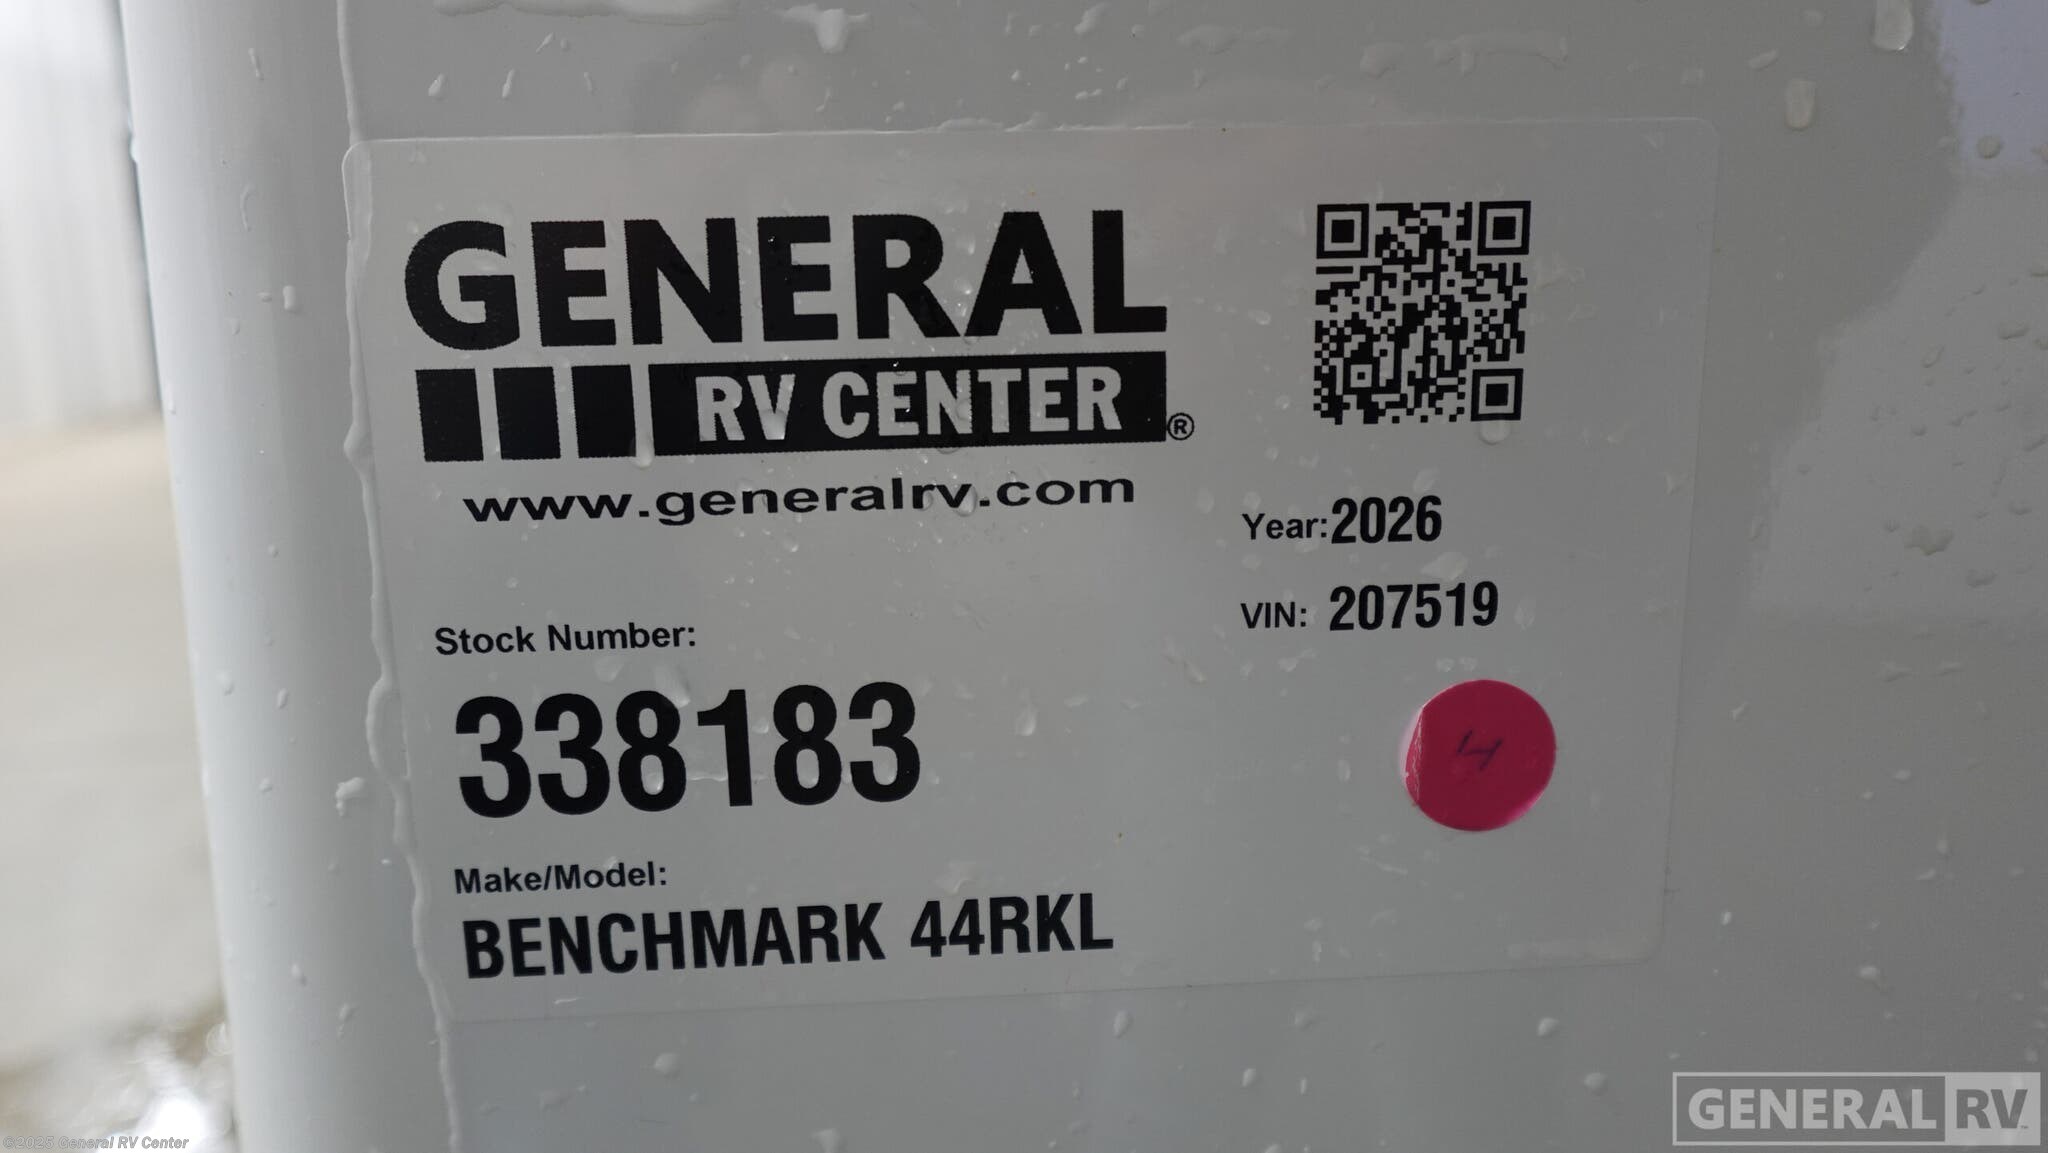 GENERAL
RV CENTER®
www.generalrv.com
Year: 2026
VIN: 207519
Stock Number:
338183
4
Make/Model:
BENCHMARK 44RKL
GENERAL RV™
©2025 General RV Center